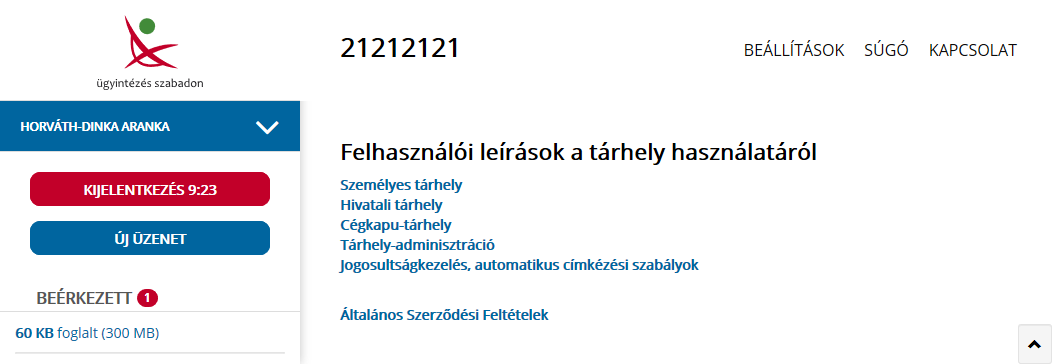 ügyintézés szabadon
21212121
BEÁLLÍTÁSOK SÚGÓ KAPCSOLAT
HORVÁTH-DINKA ARANKA
KIJELENTKEZÉS 9:23
ÚJ ÜZENET
BEÉRKEZETT 1
60 KB foglalt (300 MB)
Felhasználói leírások a tárhely használatáról
Személyes tárhely
Hivatali tárhely
Cégkapu-tárhely
Tárhely-adminisztráció
Jogosultságkezelés, automatikus címkézési szabályok
Általános Szerződési Feltételek